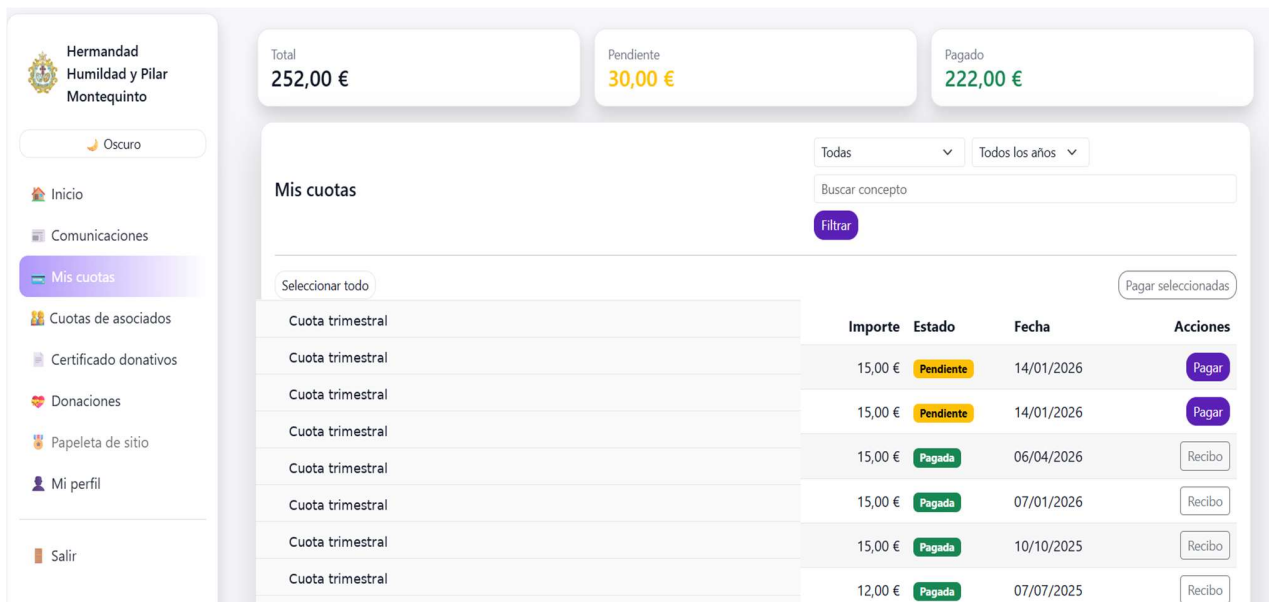 Hermandad
Humildad y Pilar
Montequinto
Oscuro
Inicio
Comunicaciones
Mis cuotas
Cuotas de asociados
Certificado donativos
Donaciones
Papeleta de sitio
Mi perfil
Salir
Total
252,00 €
Pendiente
30,00 €
Pagado
222,00 €
Mis cuotas
Todas
Todos los años
Buscar concepto
Filtrar
Seleccionar todo
Pagar seleccionadas
Cuota trimestral
Cuota trimestral
Cuota trimestral
Cuota trimestral
Cuota trimestral
Cuota trimestral
Cuota trimestral
Cuota trimestral
Importe Estado Fecha Acciones
15,00 € Pendiente 14/01/2026 Pagar
15,00 € Pendiente 14/01/2026 Pagar
15,00 € Pagada 06/04/2026 Recibo
15,00 € Pagada 07/01/2026 Recibo
15,00 € Pagada 10/10/2025 Recibo
12,00 € Pagada 07/07/2025 Recibo